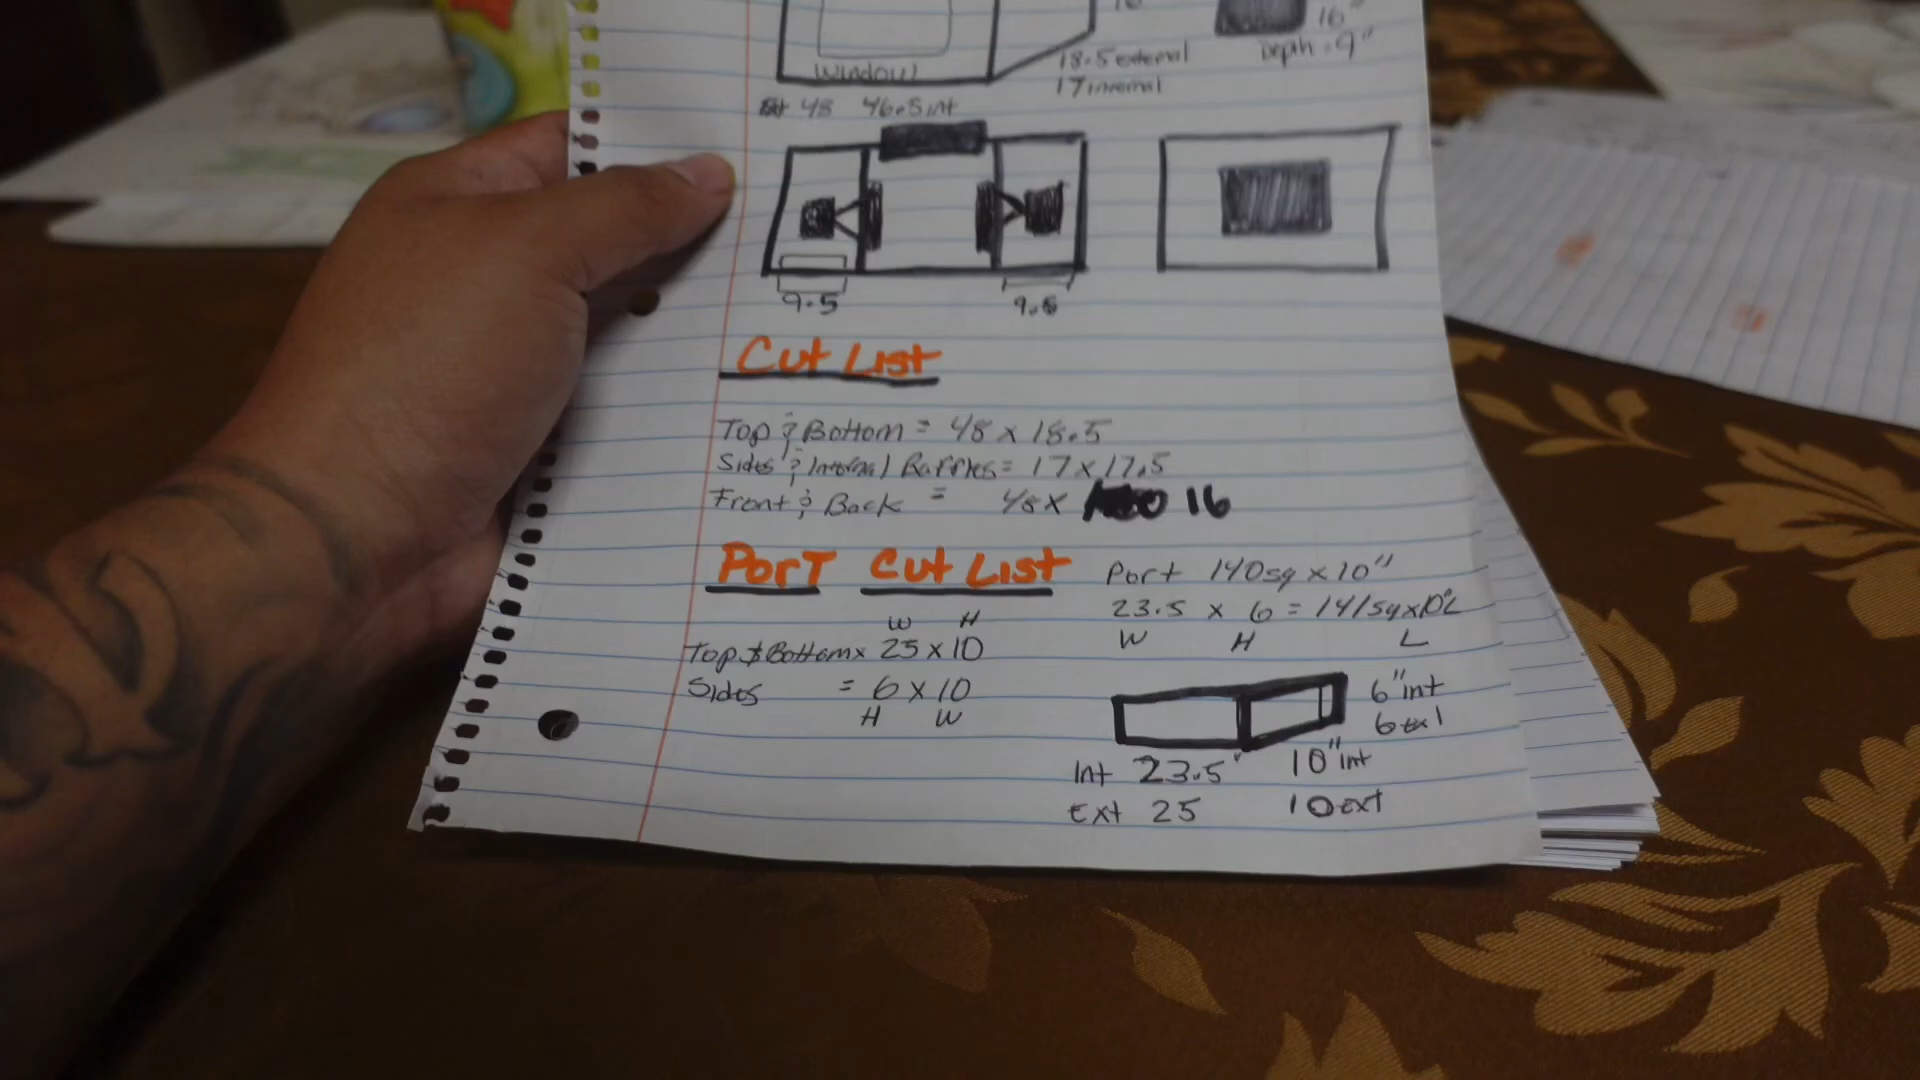 16"
Depth = 9"
Window
18.5 external
17 internal
48 46.5 int
9.5
9.5
Cut List
Top & Bottom = 48 x 18.5
Sides & Internal Baffles = 17 x 17.5
Front & Back = 48 x 16
Port Cut List
Port 140sq x 10"
23.5 x 6 = 141sq x 10"L
W H L
W H
Top & Bottom x 25 x 10
Sides = 6 x 10
H W
6" int
6 ext
Int 23.5" 10" int
Ext 25 10 ext